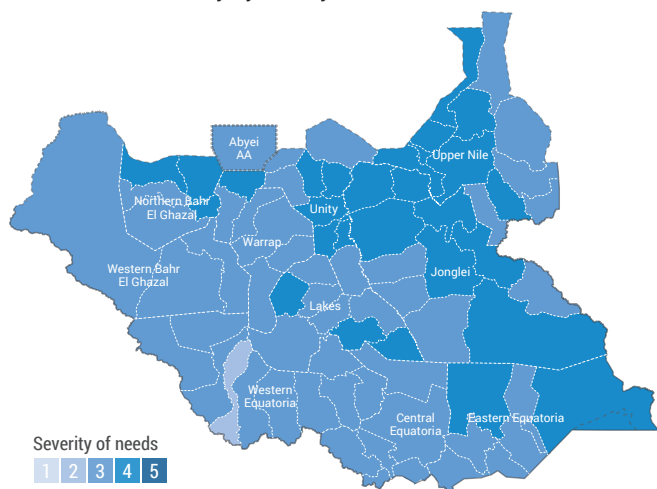 Abyei
AA
Upper Nile
Northern Bahr
El Ghazal
Unity
Warrap
Western Bahr
El Ghazal
Jonglei
Lakes
Western
Equatoria
Central
Equatoria
Eastern Equatoria
Severity of needs
1 2 3 4 5